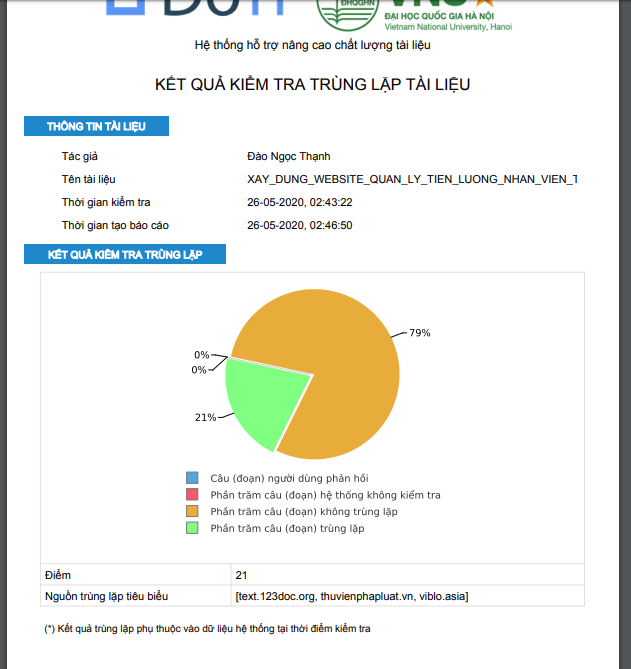 ĐHQGHN
ĐẠI HỌC QUỐC GIA HÀ NỘI
Vietnam National University, Hanoi
Hệ thống hỗ trợ nâng cao chất lượng tài liệu
KẾT QUẢ KIỂM TRA TRÙNG LẶP TÀI LIỆU
THÔNG TIN TÀI LIỆU
Tác giả Đào Ngọc Thạnh
Tên tài liệu XAY_DUNG_WEBSITE_QUAN_LY_TIEN_LUONG_NHAN_VIEN_T
Thời gian kiểm tra 26-05-2020, 02:43:22
Thời gian tạo báo cáo 26-05-2020, 02:46:50
KẾT QUẢ KIỂM TRA TRÙNG LẶP
79%
0%
0%
21%
Câu (đoạn) người dùng phản hồi
Phần trăm câu (đoạn) hệ thống không kiểm tra
Phần trăm câu (đoạn) không trùng lặp
Phần trăm câu (đoạn) trùng lặp
Điểm 21
Nguồn trùng lặp tiêu biểu [text.123doc.org, thuvienphapluat.vn, viblo.asia]
(*) Kết quả trùng lặp phụ thuộc vào dữ liệu hệ thống tại thời điểm kiểm tra